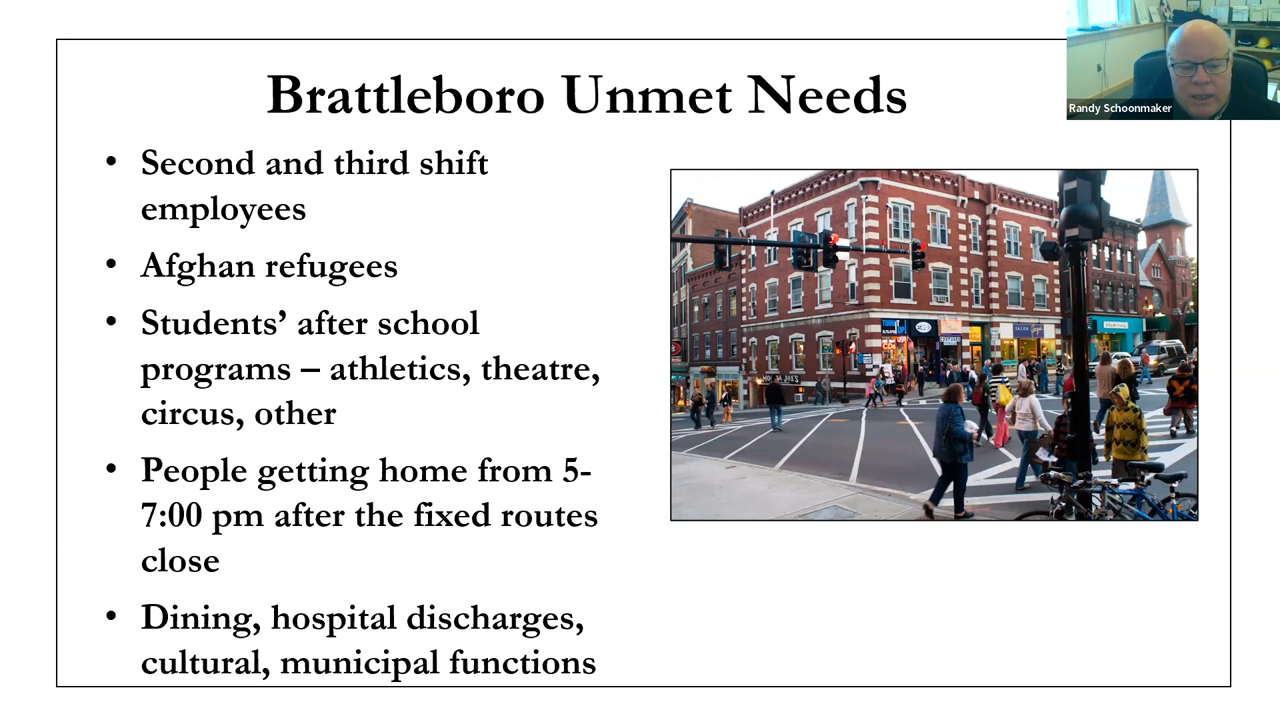 Brattleboro Unmet Needs
Randy Schoonmaker
• Second and third shift
employees
• Afghan refugees
• Students’ after school
programs – athletics, theatre,
circus, other
• People getting home from 5-
7:00 pm after the fixed routes
close
• Dining, hospital discharges,
cultural, municipal functions